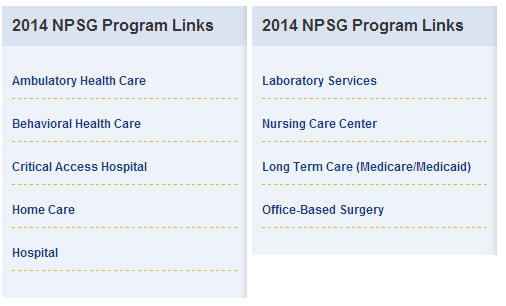 2014 NPSG Program Links
Ambulatory Health Care
Behavioral Health Care
Critical Access Hospital
Home Care
Hospital
2014 NPSG Program Links
Laboratory Services
Nursing Care Center
Long Term Care (Medicare/Medicaid)
Office-Based Surgery